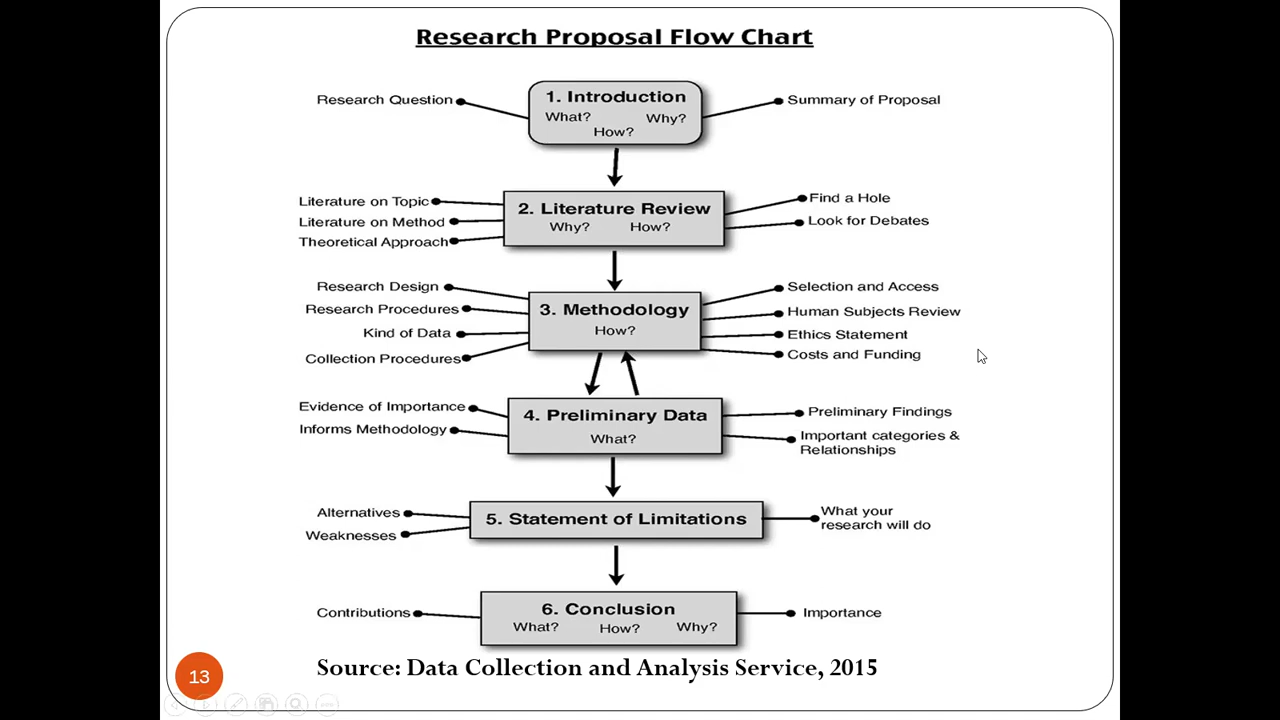 Research Proposal Flow Chart
1. Introduction
Research Question
Summary of Proposal
What?
Why?
How?
2. Literature Review
Why?
How?
Literature on Topic
Literature on Method
Theoretical Approach
Find a Hole
Look for Debates
3. Methodology
How?
Research Design
Research Procedures
Kind of Data
Collection Procedures
Selection and Access
Human Subjects Review
Ethics Statement
Costs and Funding
4. Preliminary Data
What?
Evidence of Importance
Informs Methodology
Preliminary Findings
Important categories &
Relationships
5. Statement of Limitations
Alternatives
Weaknesses
What your
research will do
6. Conclusion
What?
How?
Why?
Contributions
Importance
Source: Data Collection and Analysis Service, 2015
13